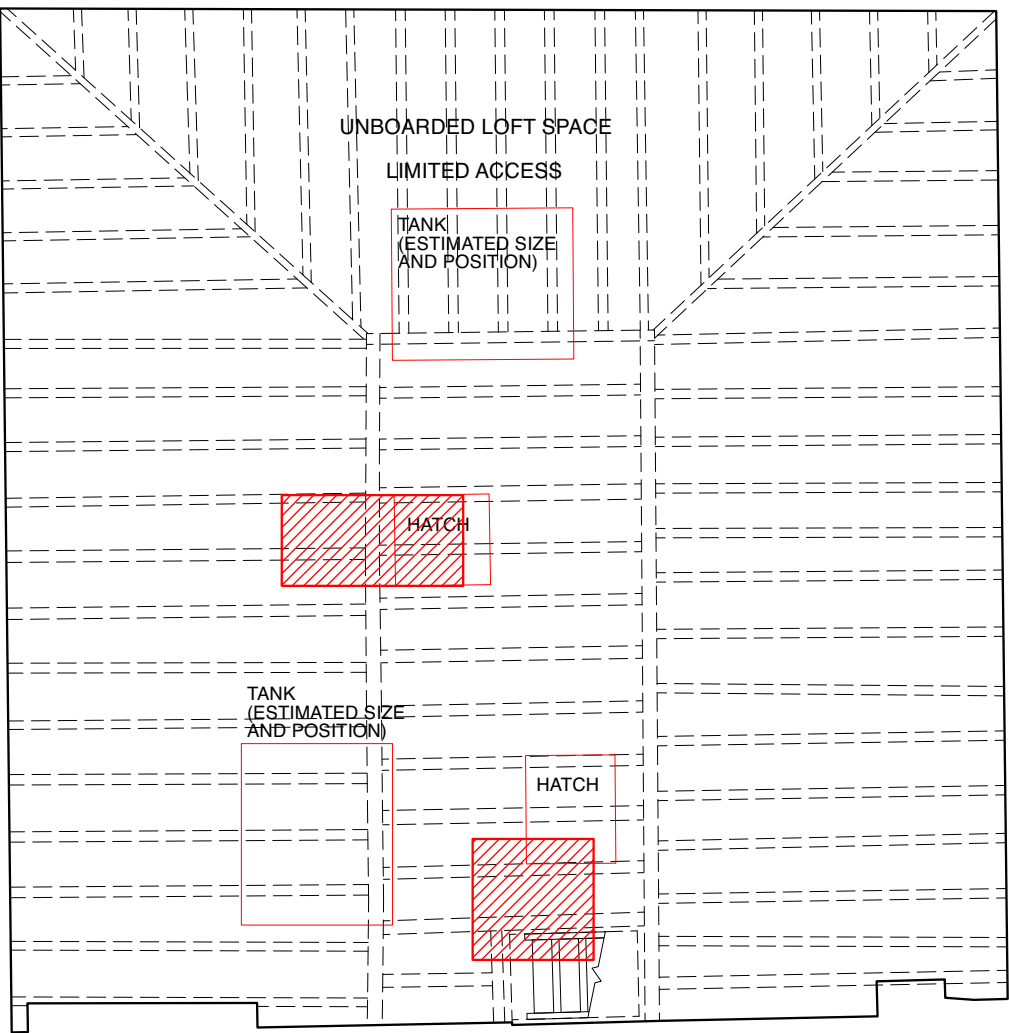 UNBOARDED LOFT SPACE
LIMITED ACCESS
TANK
(ESTIMATED SIZE
AND POSITION)
HATCH
TANK
(ESTIMATED SIZE
AND POSITION)
HATCH